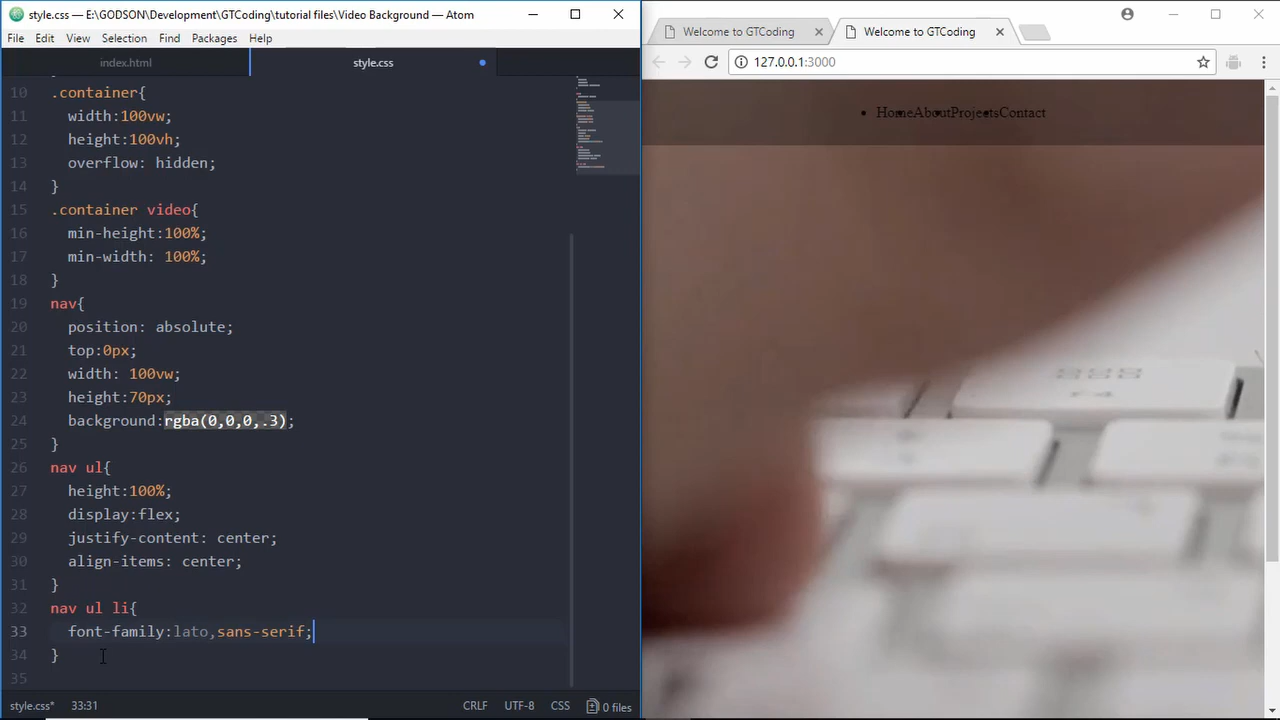 style.css — E:\GODSON\Development\GTCoding\tutorial files\Video Background — Atom
File Edit View Selection Find Packages Help
index.html style.css
10 .container{
11 width:100vw;
12 height:100vh;
13 overflow: hidden;
14 }
15 .container video{
16 min-height:100%;
17 min-width: 100%;
18 }
19 nav{
20 position: absolute;
21 top:0px;
22 width: 100vw;
23 height:70px;
24 background:rgba(0,0,0,.3);
25 }
26 nav ul{
27 height:100%;
28 display:flex;
29 justify-content: center;
30 align-items: center;
31 }
32 nav ul li{
33 font-family:lato,sans-serif;
34 }
35
style.css* 33:31 CRLF UTF-8 CSS 0 files
Welcome to GTCoding Welcome to GTCoding
127.0.0.1:3000
• HomeAboutProjectsContact